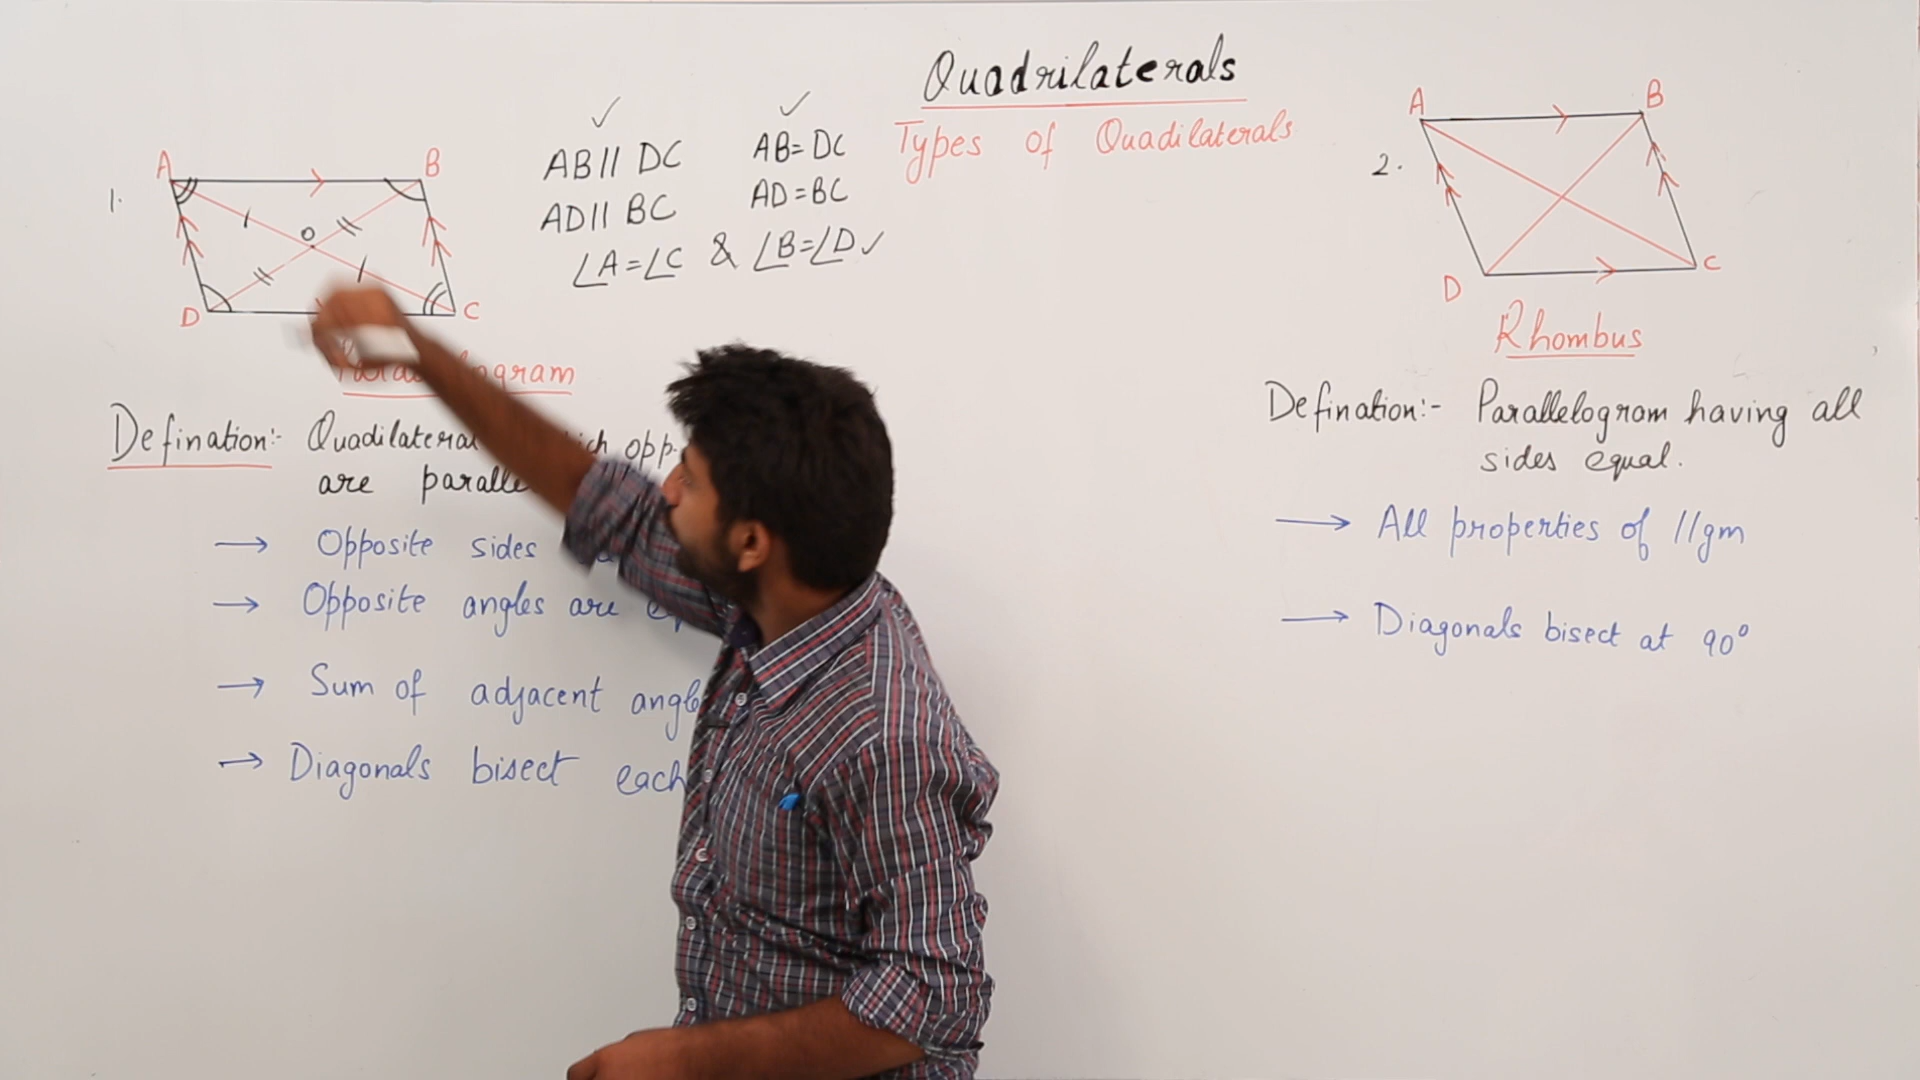 Quadrilaterals
Types of Quadilaterals
1.
A B
O
D C
AB // DC AB = DC
AD // BC AD = BC
∠A = ∠C & ∠B = ∠D
Defination:- Quadilateral opp.
are
→ Opposite sides
→ Opposite angles are
→ Sum of adjacent
→ Diagonals bisect each
2.
A B
D C
Rhombus
Defination:- Parallelogram having all
sides equal.
→ All properties of //gm
→ Diagonals bisect at 90°